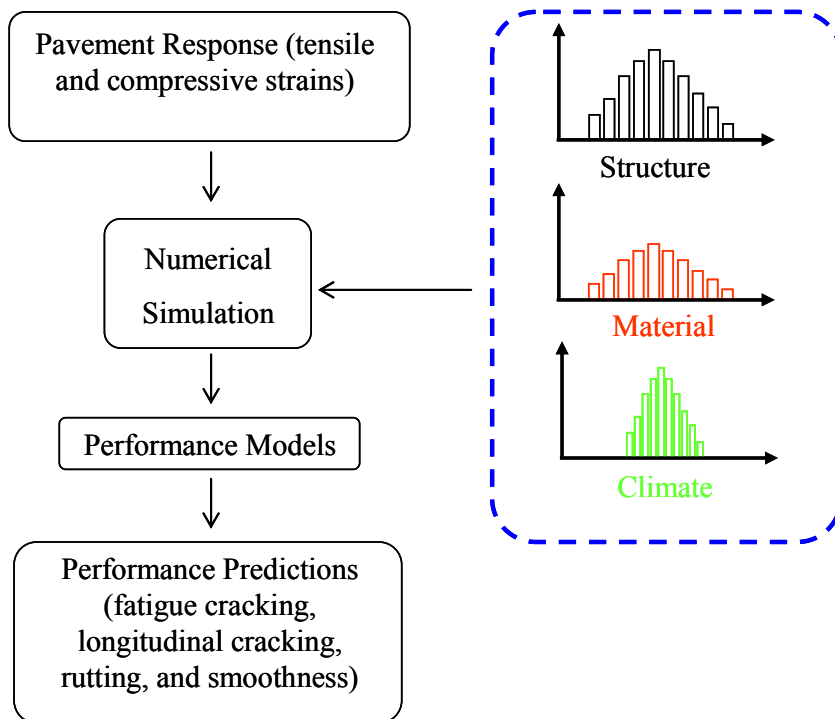 Pavement Response (tensile
and compressive strains)
Numerical
Simulation
Performance Models
Performance Predictions
(fatigue cracking,
longitudinal cracking,
rutting, and smoothness)
Structure
Material
Climate